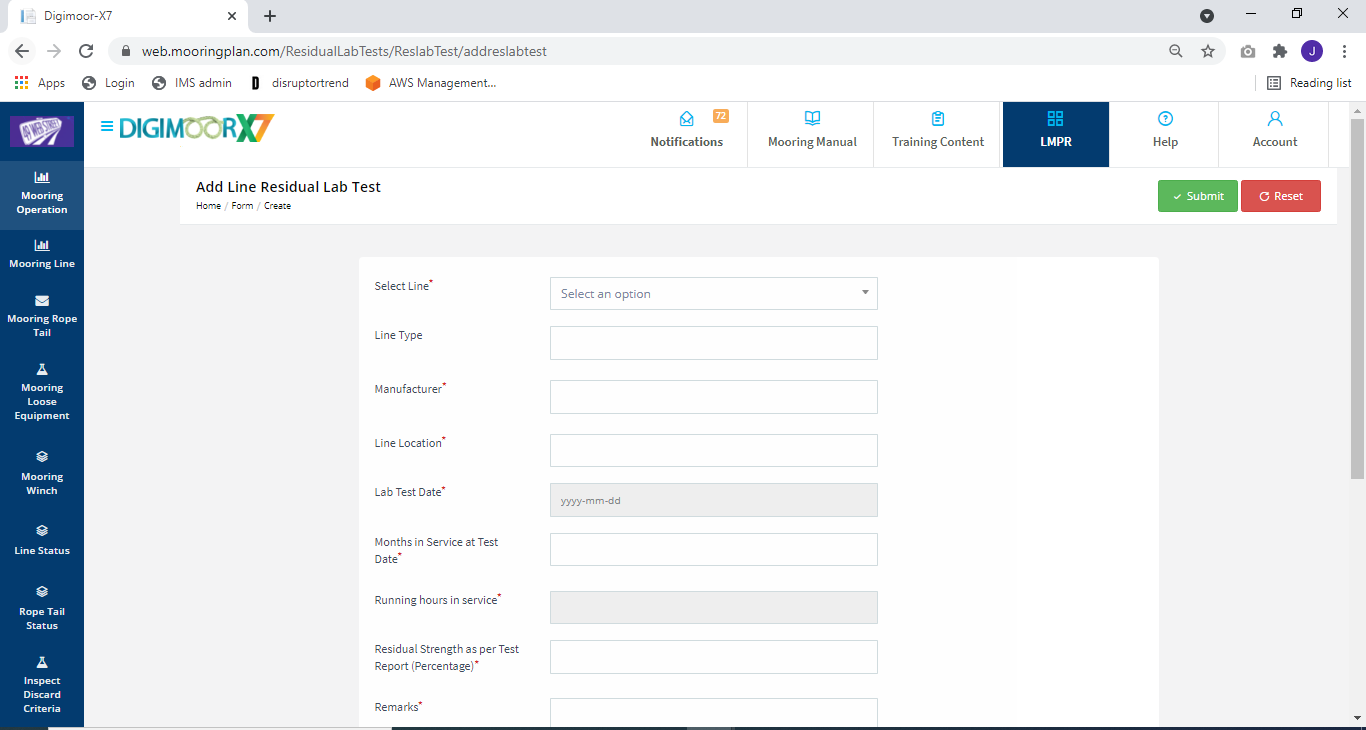 Digimoor-X7
web.mooringplan.com/ResidualLabTests/ReslabTest/addreslabtest
J
Apps
Login
IMS admin
D
disruptortrend
AWS Management...
Reading list
49 WEB STREET
DIGIMOORX7
72
Notifications
Mooring Manual
Training Content
LMPR
Help
Account
Mooring
Operation
Mooring Line
Mooring Rope
Tail
Mooring
Loose
Equipment
Mooring
Winch
Line Status
Rope Tail
Status
Inspect
Discard
Criteria
Add Line Residual Lab Test
Home / Form / Create
Submit
Reset
Select Line*
Select an option
Line Type
Manufacturer*
Line Location*
Lab Test Date*
yyyy-mm-dd
Months in Service at Test
Date*
Running hours in service*
Residual Strength as per Test
Report (Percentage)*
Remarks*